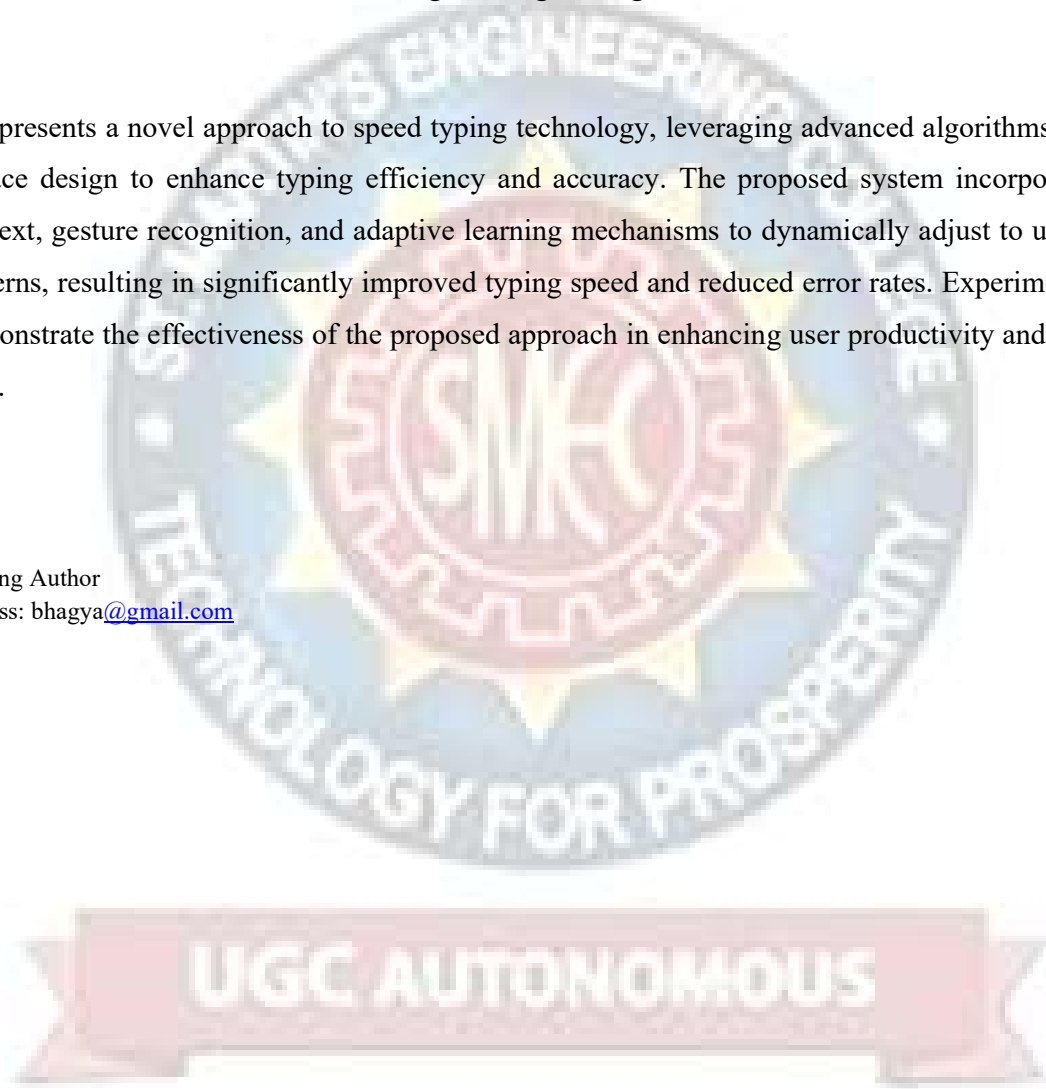 presents a novel approach to speed typing technology, leveraging advanced algorithms
ce design to enhance typing efficiency and accuracy. The proposed system incorpo
ext, gesture recognition, and adaptive learning mechanisms to dynamically adjust to u
erns, resulting in significantly improved typing speed and reduced error rates. Experim
onstrate the effectiveness of the proposed approach in enhancing user productivity and
.
ng Author
ss: bhagya@gmail.com
ST. MARTIN'S ENGINEERING COLLEGE
SMEC
TECHNOLOGY FOR PROSPERITY
UGC AUTONOMOUS